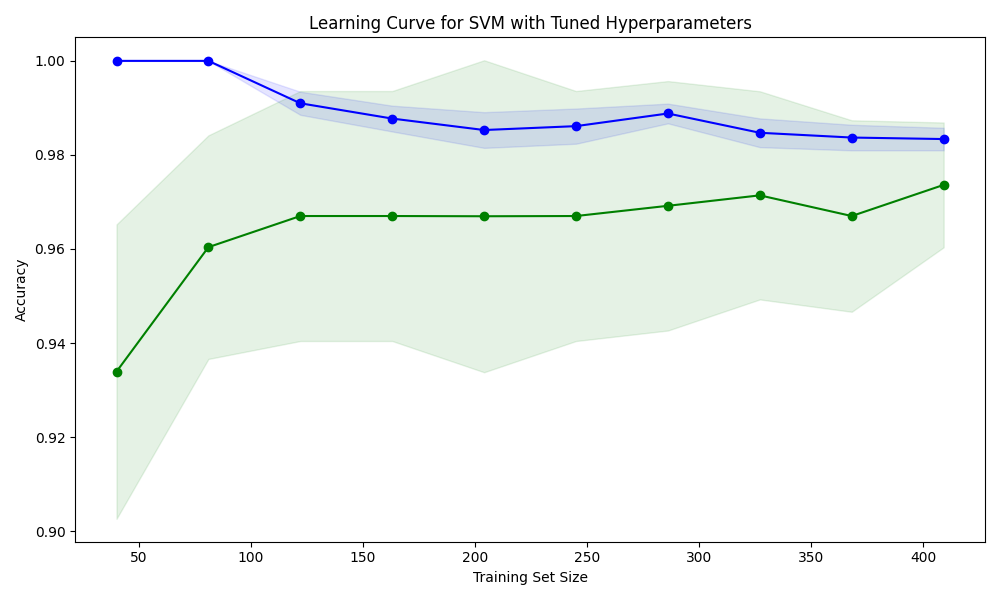 Learning Curve for SVM with Tuned Hyperparameters
Accuracy
1.00
0.98
0.96
0.94
0.92
0.90
50 100 150 200 250 300 350 400
Training Set Size